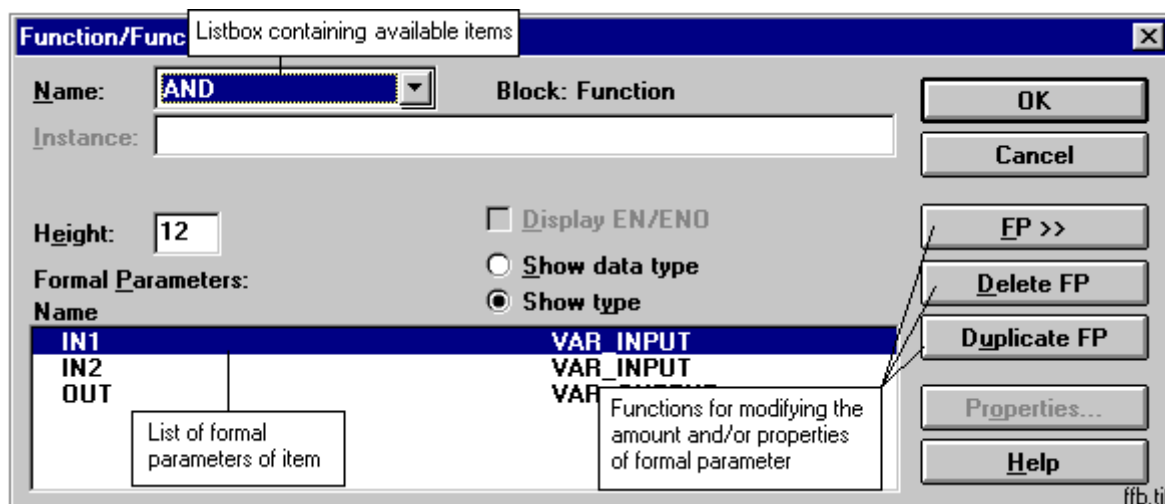 Function/Func
Listbox containing available items
Name:
AND
Block: Function
OK
Instance:
Cancel
Height:
12
Display EN/ENO
FP >>
Show data type
Formal Parameters:
Delete FP
Name
Show type
IN1 VAR_INPUT
Duplicate FP
IN2 VAR_INPUT
OUT
Functions for modifying the
amount and/or properties
of formal parameter
List of formal
parameters of item
Properties...
Help